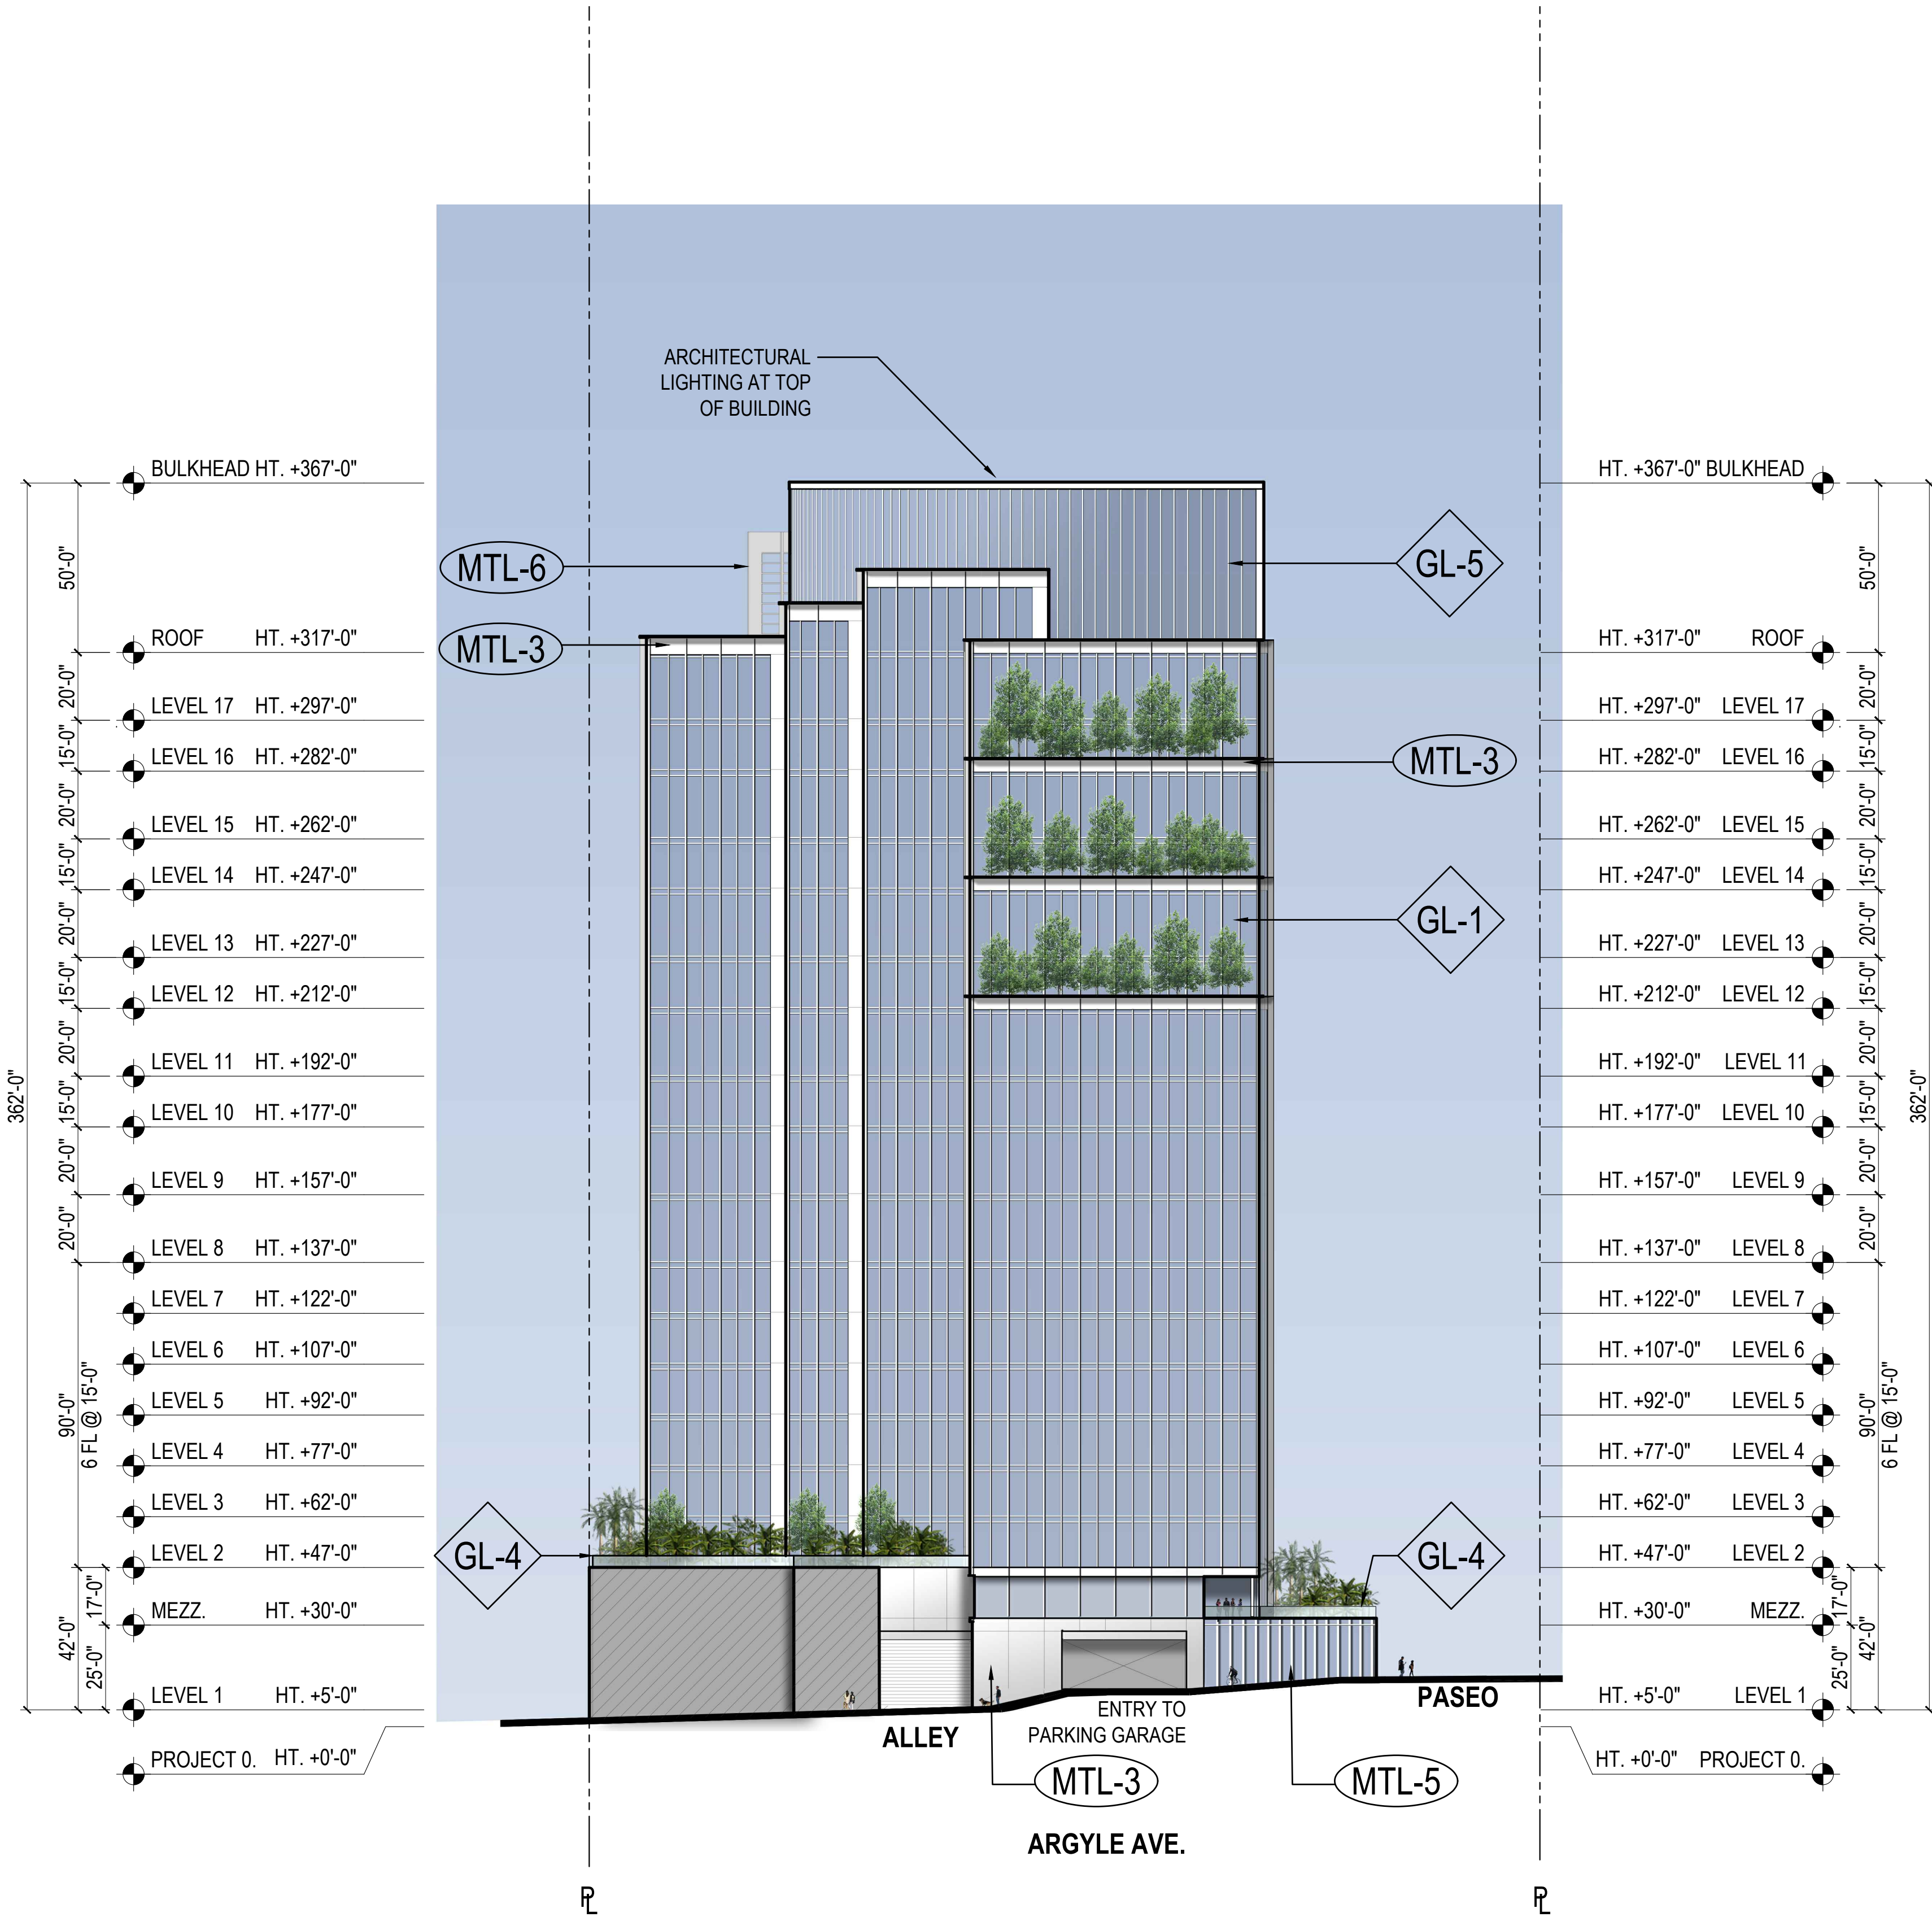 ARCHITECTURAL
LIGHTING AT TOP
OF BUILDING
BULKHEAD HT. +367'-0"
HT. +367'-0" BULKHEAD
50'-0"
50'-0"
MTL-6
GL-5
ROOF HT. +317'-0"
MTL-3
HT. +317'-0" ROOF
20'-0"
20'-0"
LEVEL 17 HT. +297'-0"
HT. +297'-0" LEVEL 17
15'-0"
15'-0"
LEVEL 16 HT. +282'-0"
MTL-3
HT. +282'-0" LEVEL 16
20'-0"
20'-0"
LEVEL 15 HT. +262'-0"
HT. +262'-0" LEVEL 15
15'-0"
15'-0"
LEVEL 14 HT. +247'-0"
HT. +247'-0" LEVEL 14
20'-0"
GL-1
20'-0"
LEVEL 13 HT. +227'-0"
HT. +227'-0" LEVEL 13
15'-0"
15'-0"
LEVEL 12 HT. +212'-0"
HT. +212'-0" LEVEL 12
20'-0"
20'-0"
LEVEL 11 HT. +192'-0"
HT. +192'-0" LEVEL 11
362'-0"
15'-0"
15'-0"
362'-0"
LEVEL 10 HT. +177'-0"
HT. +177'-0" LEVEL 10
20'-0"
20'-0"
LEVEL 9 HT. +157'-0"
HT. +157'-0" LEVEL 9
20'-0"
20'-0"
LEVEL 8 HT. +137'-0"
HT. +137'-0" LEVEL 8
LEVEL 7 HT. +122'-0"
HT. +122'-0" LEVEL 7
LEVEL 6 HT. +107'-0"
HT. +107'-0" LEVEL 6
90'-0"
6 FL @ 15'-0"
LEVEL 5 HT. +92'-0"
HT. +92'-0" LEVEL 5
90'-0"
6 FL @ 15'-0"
LEVEL 4 HT. +77'-0"
HT. +77'-0" LEVEL 4
LEVEL 3 HT. +62'-0"
HT. +62'-0" LEVEL 3
LEVEL 2 HT. +47'-0"
GL-4
GL-4
HT. +47'-0" LEVEL 2
17'-0"
17'-0"
MEZZ. HT. +30'-0"
HT. +30'-0" MEZZ.
42'-0"
25'-0"
25'-0"
42'-0"
LEVEL 1 HT. +5'-0"
PASEO
HT. +5'-0" LEVEL 1
ALLEY
ENTRY TO
PARKING GARAGE
PROJECT 0. HT. +0'-0"
HT. +0'-0" PROJECT 0.
MTL-3
MTL-5
ARGYLE AVE.
PL
PL